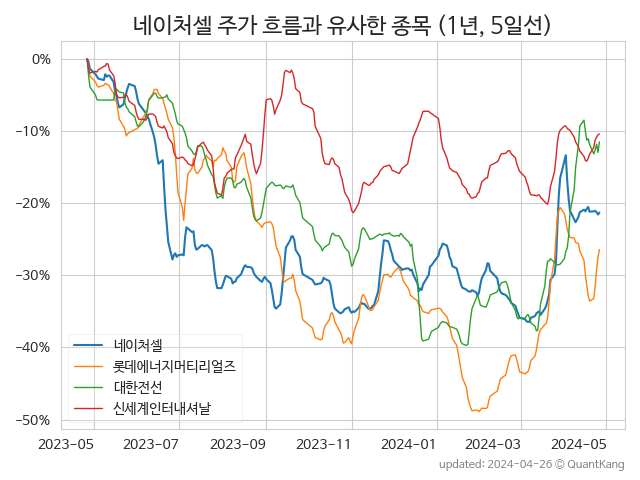 네이처셀 주가 흐름과 유사한 종목 (1년, 5일선)
0%
−10%
−20%
−30%
−40%
−50%
네이처셀
롯데에너지머티리얼즈
대한전선
신세계인터내셔날
2023-05 2023-07 2023-09 2023-11 2024-01 2024-03 2024-05
updated: 2024-04-26 © QuantKang